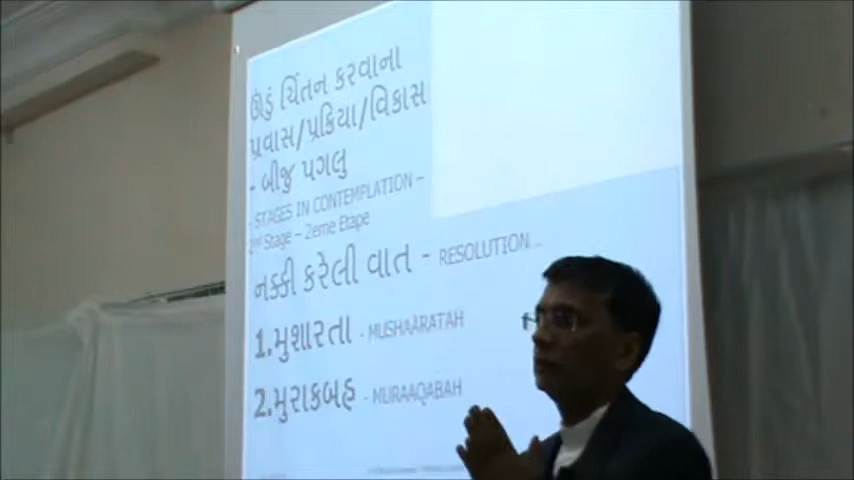 ઊંડું ચિંતન કરવાના
પ્રવાસ/પ્રક્રિયા/વિકાસ
- બીજુ પગલુ
- STAGES IN CONTEMPLATION –
2nd Stage – 2eme Etape
નક્કી કરેલી વાત - RESOLUTION...
1.મુશારતા - MUSHAARATAH
2.મુરાકબહ - MURAAQABAH